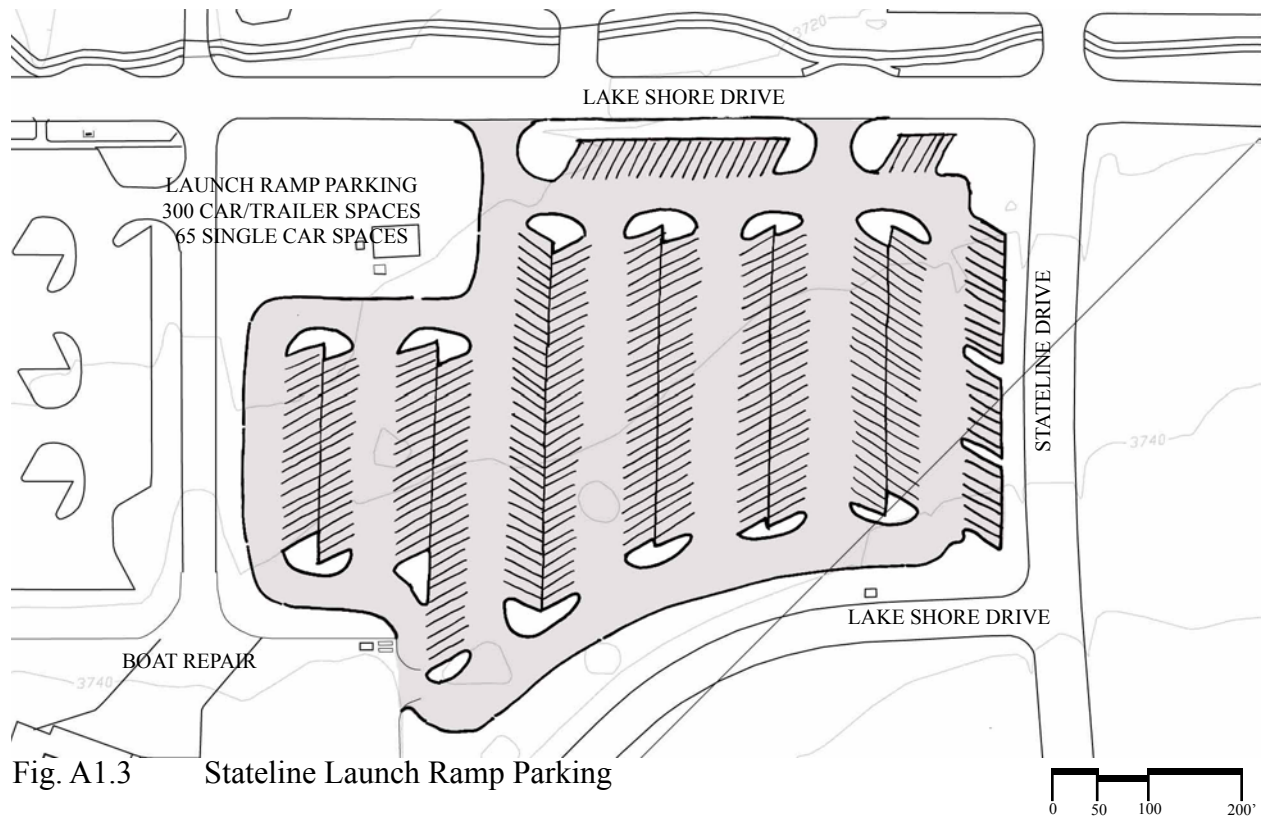 3720
LAKE SHORE DRIVE
LAUNCH RAMP PARKING
300 CAR/TRAILER SPACES
65 SINGLE CAR SPACES
STATELINE DRIVE
3740
LAKE SHORE DRIVE
BOAT REPAIR
3740
Fig. A1.3 Stateline Launch Ramp Parking
0 50 100 200’